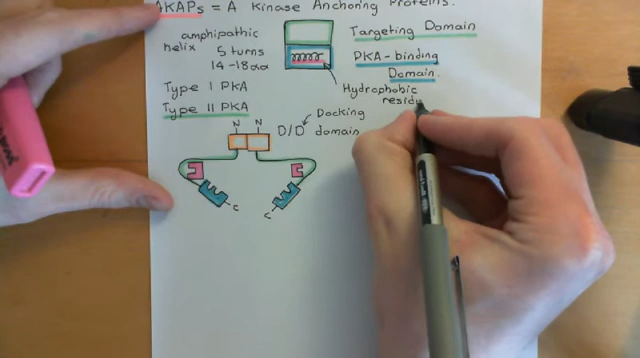 AKAPs = A Kinase Anchoring Proteins.
Targeting Domain
amphipathic
helix
5 turns
14-18aa
PKA-binding
Domain.
Hydrophobic
resid
Type I PKA
Type II PKA
N N
D/D Docking
domain
C C